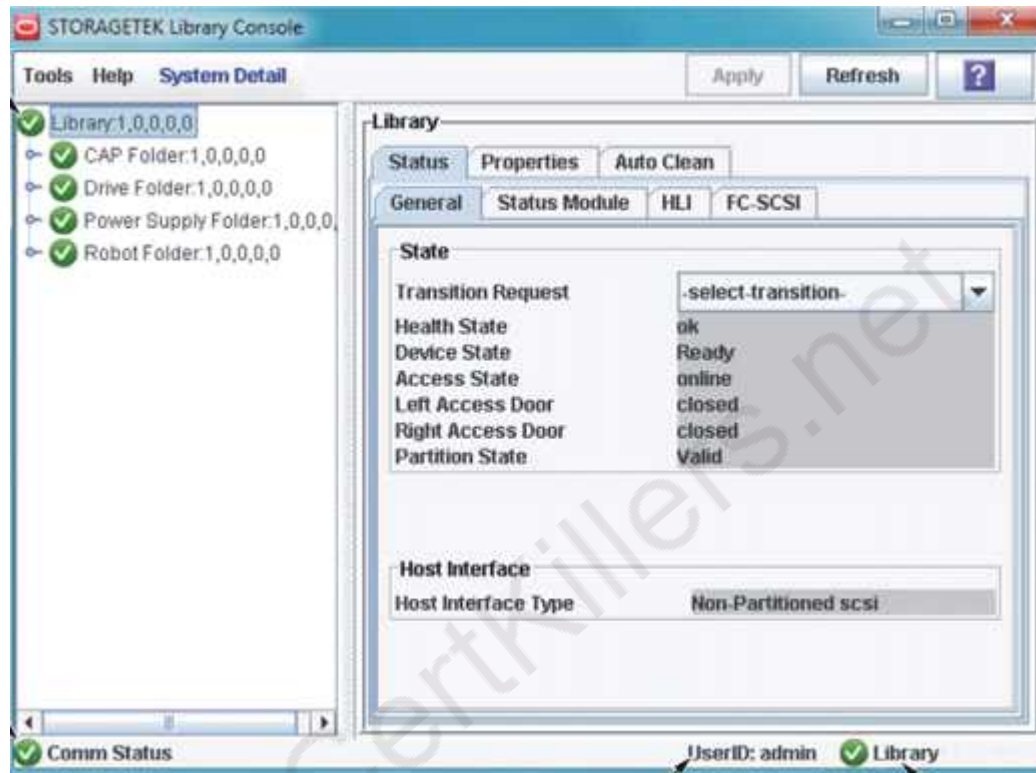 STORAGETEK Library Console
Tools Help System Detail
Apply Refresh ?
Library:1,0,0,0,0
CAP Folder:1,0,0,0,0
Drive Folder:1,0,0,0,0
Power Supply Folder:1,0,0,0,
Robot Folder:1,0,0,0,0
Library
Status Properties Auto Clean
General Status Module HLI FC-SCSI
State
Transition Request -select-transition-
Health State ok
Device State Ready
Access State online
Left Access Door closed
Right Access Door closed
Partition State Valid
Host Interface
Host Interface Type Non-Partitioned scsi
Comm Status UserID: admin Library
CertKillers.net